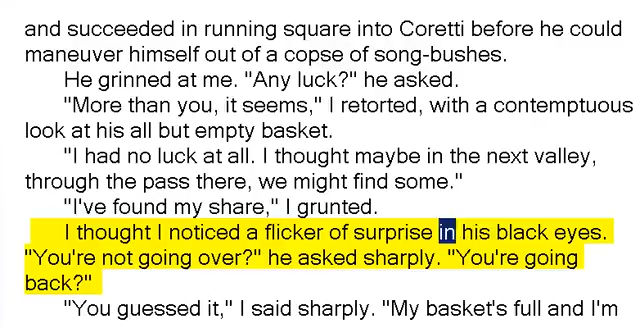 and succeeded in running square into Coretti before he could
maneuver himself out of a copse of song-bushes.
He grinned at me. "Any luck?" he asked.
"More than you, it seems," I retorted, with a contemptuous
look at his all but empty basket.
"I had no luck at all. I thought maybe in the next valley,
through the pass there, we might find some."
"I've found my share," I grunted.
I thought I noticed a flicker of surprise in his black eyes.
"You're not going over?" he asked sharply. "You're going
back?"
"You guessed it," I said sharply. "My basket's full and I'm